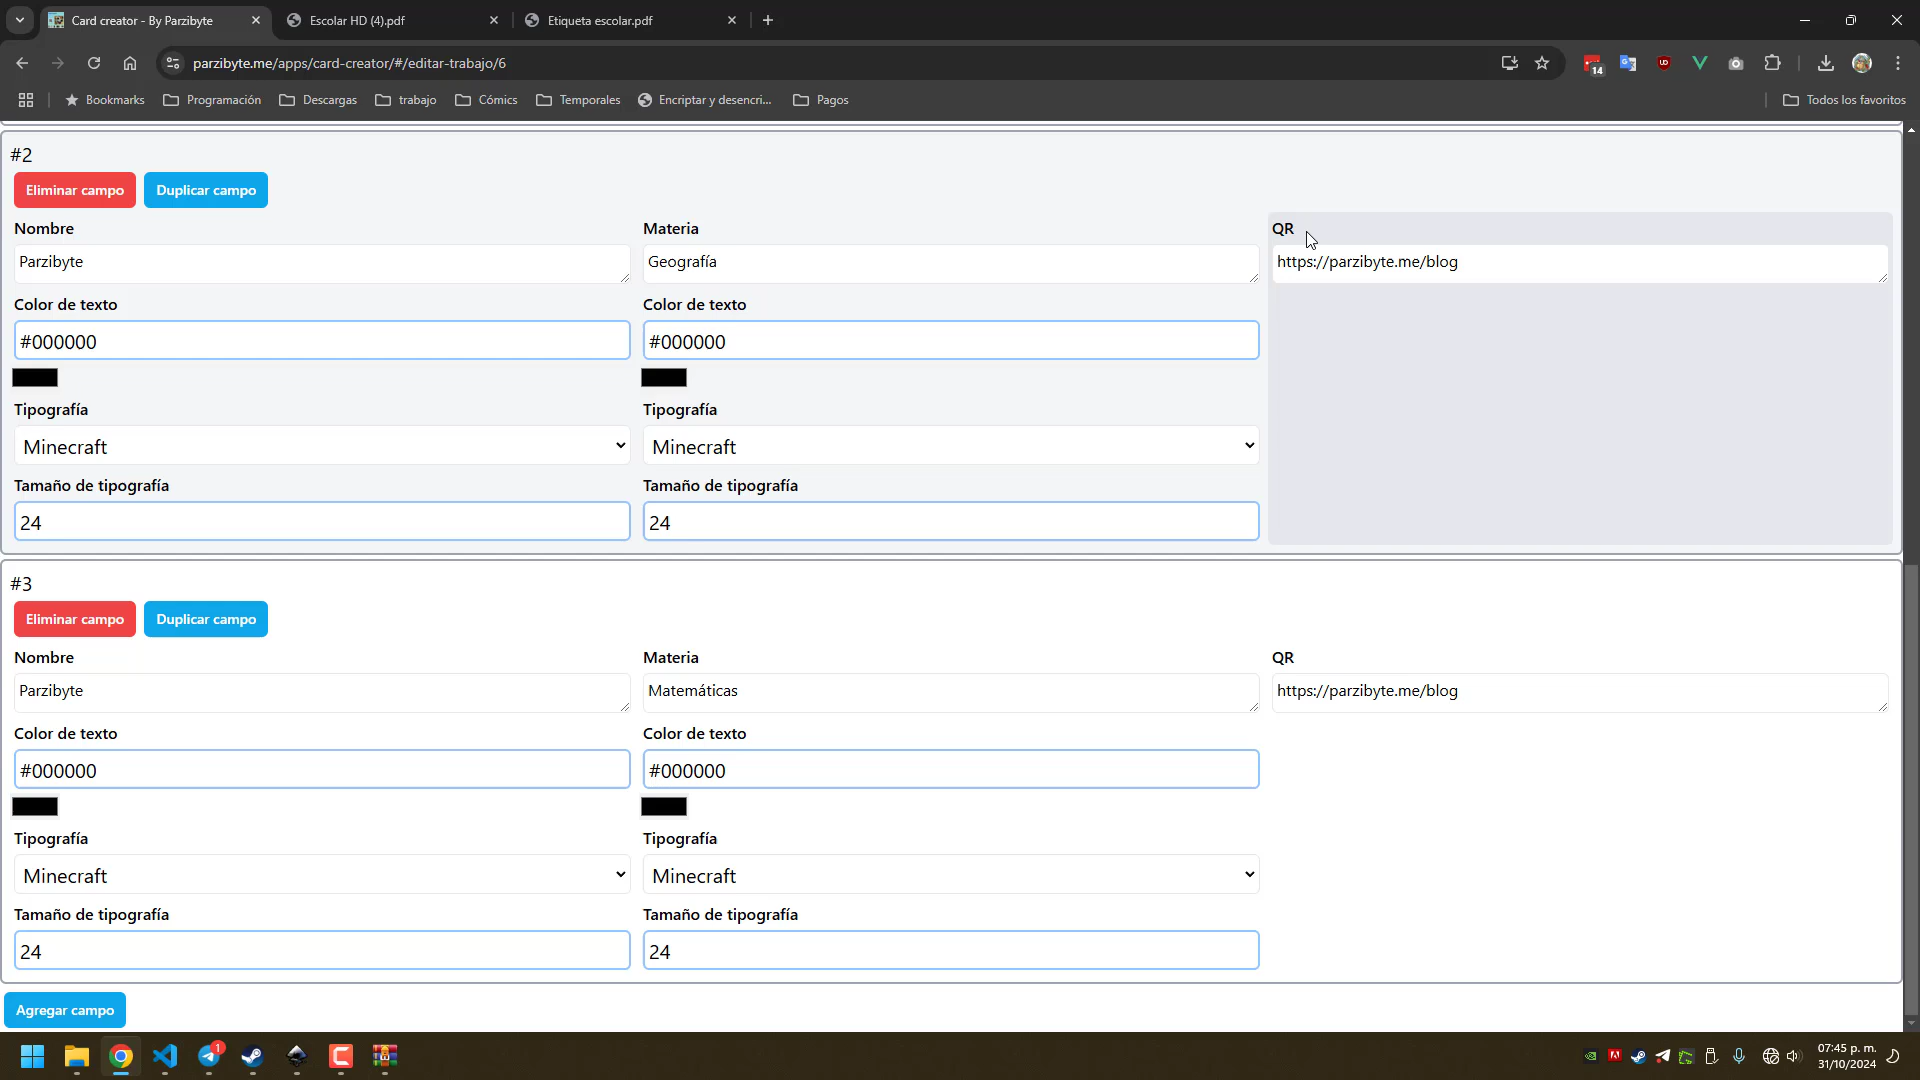 Card creator - By Parzibyte
Escolar HD (4).pdf
Etiqueta escolar.pdf
parzibyte.me/apps/card-creator/#/editar-trabajo/6
14
Bookmarks
Programación
Descargas
trabajo
Cómics
Temporales
Encriptar y desencri...
Pagos
Todos los favoritos
#2
Eliminar campo
Duplicar campo
Nombre
Materia
QR
Parzibyte
Geografía
https://parzibyte.me/blog
Color de texto
Color de texto
#000000
#000000
Tipografía
Tipografía
Minecraft
Minecraft
Tamaño de tipografía
Tamaño de tipografía
24
24
#3
Eliminar campo
Duplicar campo
Nombre
Materia
QR
Parzibyte
Matemáticas
https://parzibyte.me/blog
Color de texto
Color de texto
#000000
#000000
Tipografía
Tipografía
Minecraft
Minecraft
Tamaño de tipografía
Tamaño de tipografía
24
24
Agregar campo
1
07:45 p. m.
31/10/2024